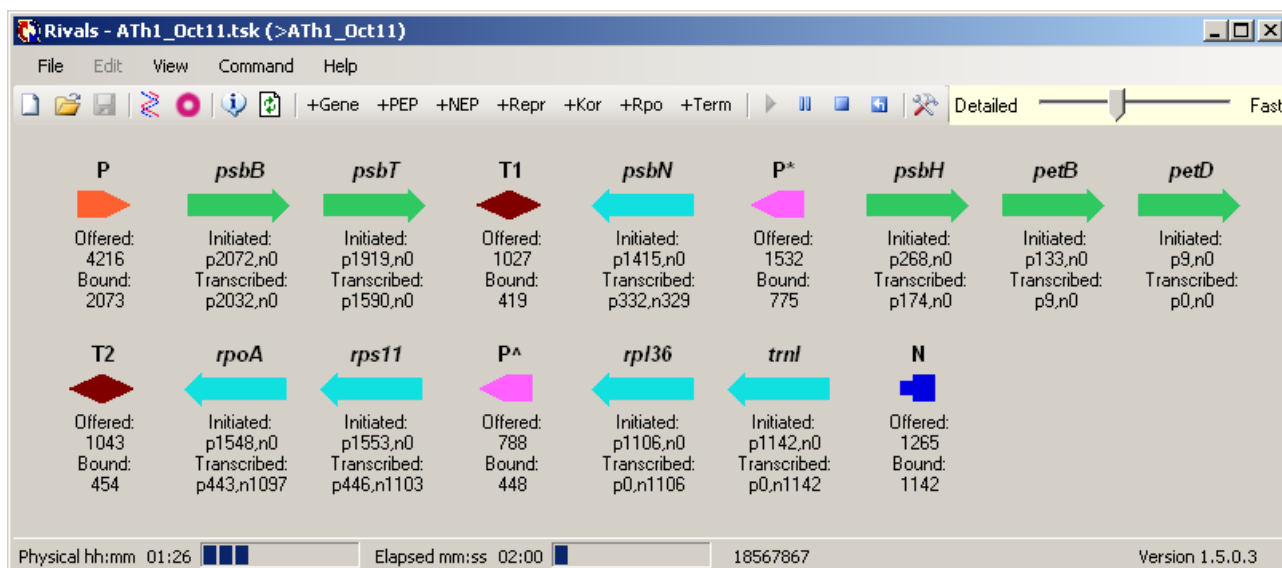 Rivals - ATh1_Oct11.tsk (>ATh1_Oct11)
File Edit View Command Help
+Gene +PEP +NEP +Repr +Kor +Rpo +Term Detailed Fast
P psbB psbT T1 psbN P* psbH petB petD
Offered: Initiated: Initiated: Offered: Initiated: Offered: Initiated: Initiated: Initiated:
4216 p2072,n0 p1919,n0 1027 p1415,n0 1532 p268,n0 p133,n0 p9,n0
Bound: Transcribed: Transcribed: Bound: Transcribed: Bound: Transcribed: Transcribed: Transcribed:
2073 p2032,n0 p1590,n0 419 p332,n329 775 p174,n0 p9,n0 p0,n0
T2 rpoA rps11 P^ rpl36 trnI N
Offered: Initiated: Initiated: Offered: Initiated: Initiated: Offered:
1043 p1548,n0 p1553,n0 788 p1106,n0 p1142,n0 1265
Bound: Transcribed: Transcribed: Bound: Transcribed: Transcribed: Bound:
454 p443,n1097 p446,n1103 448 p0,n1106 p0,n1142 1142
Physical hh:mm 01:26 Elapsed mm:ss 02:00 18567867 Version 1.5.0.3